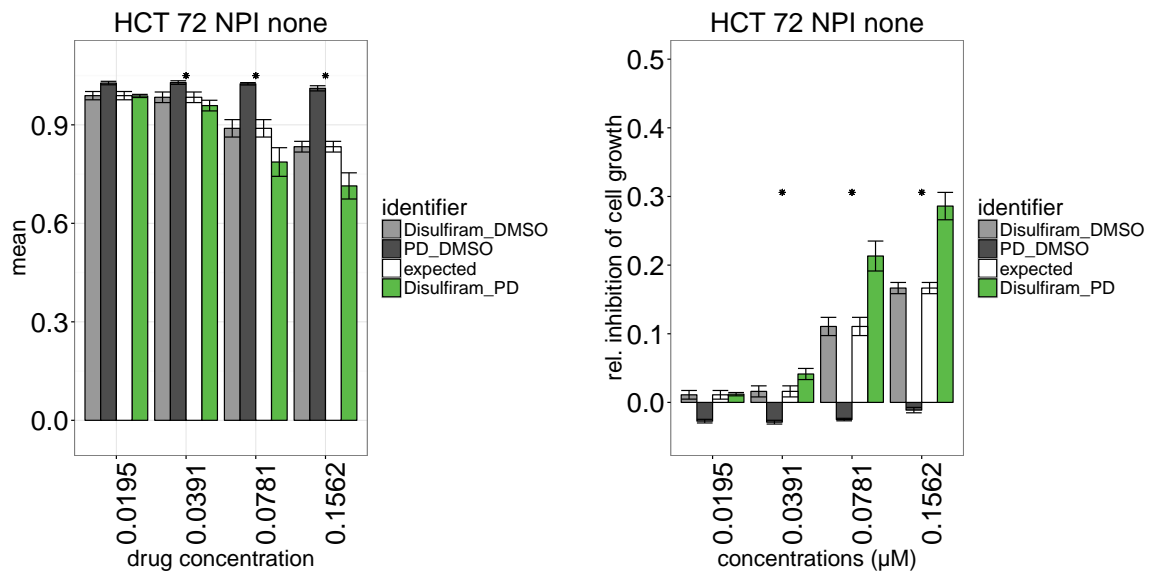 HCT 72 NPI none
mean
0.9
0.6
0.3
0.0
*
*
*
0.0195
0.0391
0.0781
0.1562
drug concentration
identifier
Disulfiram_DMSO
PD_DMSO
expected
Disulfiram_PD
HCT 72 NPI none
rel. inhibition of cell growth
0.5
0.4
0.3
0.2
0.1
0.0
*
*
*
0.0195
0.0391
0.0781
0.1562
concentrations (µM)
identifier
Disulfiram_DMSO
PD_DMSO
expected
Disulfiram_PD